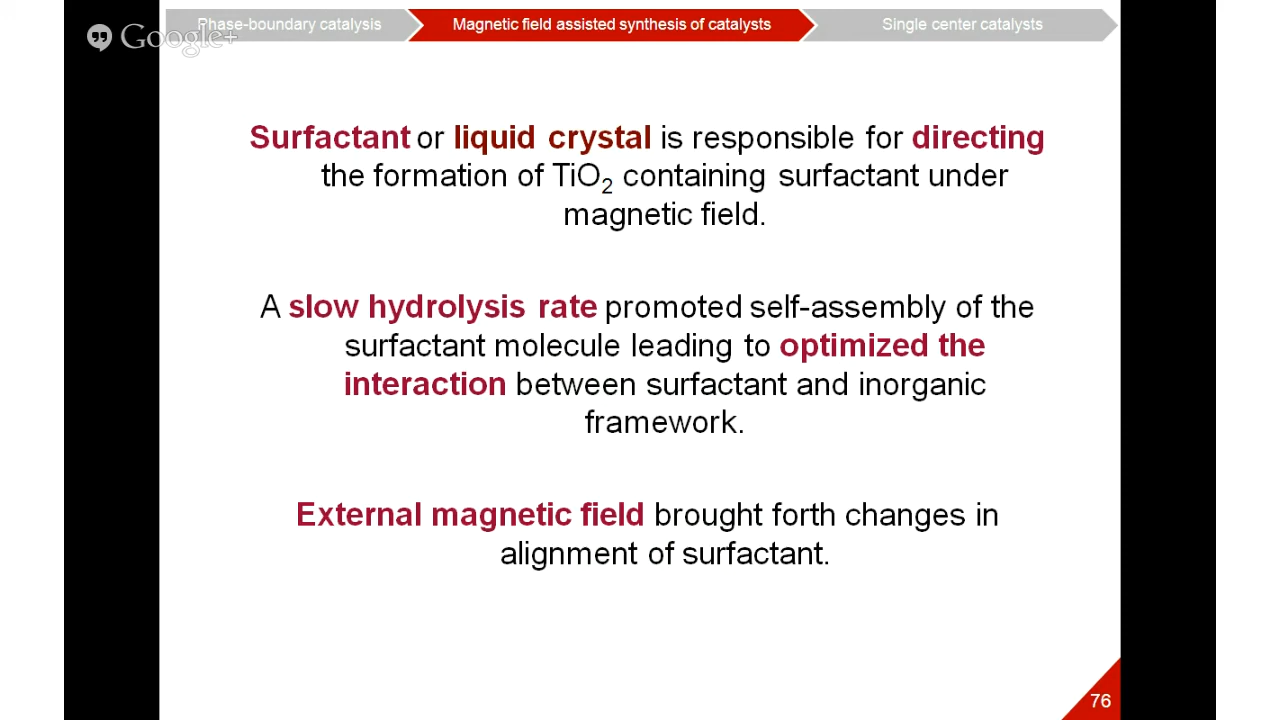 Phase-boundary catalysis
Magnetic field assisted synthesis of catalysts
Single center catalysts
Google+
Surfactant or liquid crystal is responsible for directing
the formation of TiO₂ containing surfactant under
magnetic field.
A slow hydrolysis rate promoted self-assembly of the
surfactant molecule leading to optimized the
interaction between surfactant and inorganic
framework.
External magnetic field brought forth changes in
alignment of surfactant.
76